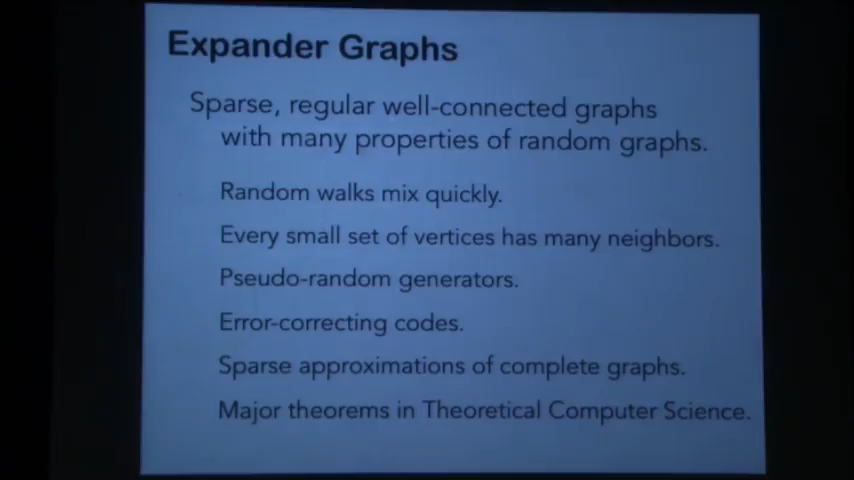 Expander Graphs
Sparse, regular well-connected graphs
with many properties of random graphs.
Random walks mix quickly.
Every small set of vertices has many neighbors.
Pseudo-random generators.
Error-correcting codes.
Sparse approximations of complete graphs.
Major theorems in Theoretical Computer Science.